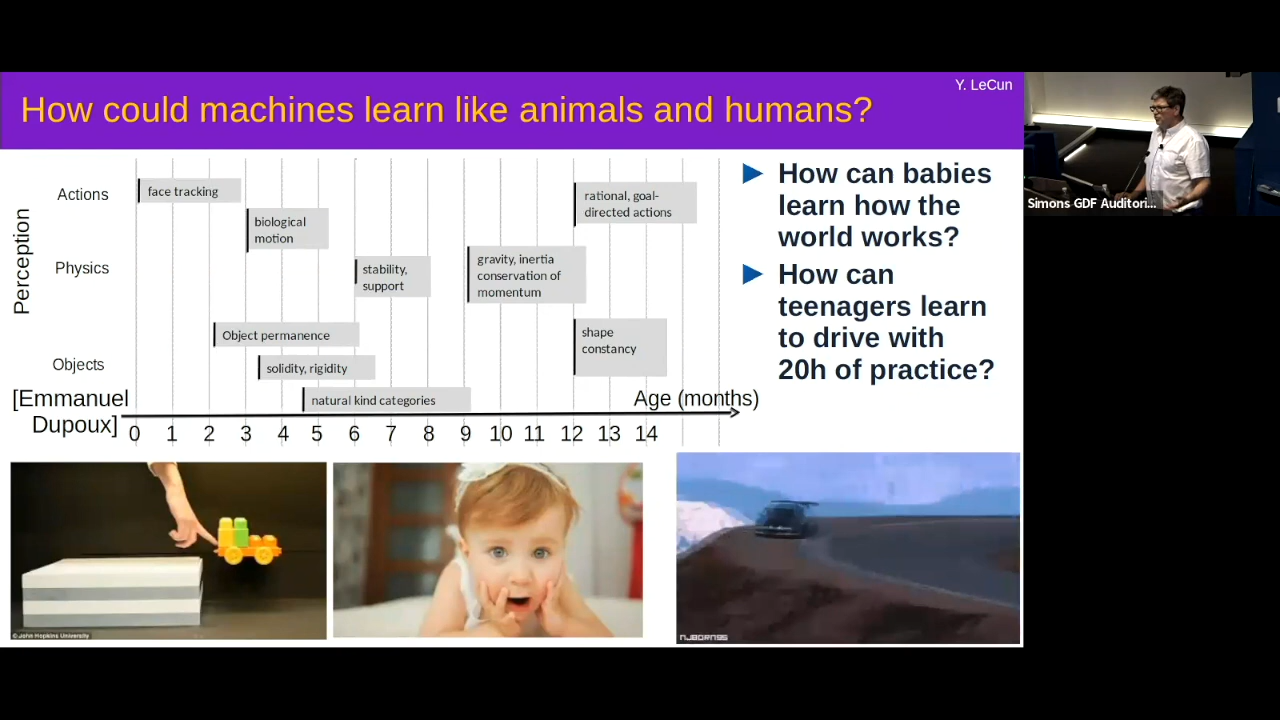 Y. LeCun
How could machines learn like animals and humans?
Simons GDF Auditori...
Perception
Actions
Physics
Objects
face tracking
biological
motion
rational, goal-
directed actions
stability,
support
gravity, inertia
conservation of
momentum
Object permanence
solidity, rigidity
shape
constancy
natural kind categories
[Emmanuel
Dupoux]
Age (months)
0 1 2 3 4 5 6 7 8 9 10 11 12 13 14
How can babies
learn how the
world works?
How can
teenagers learn
to drive with
20h of practice?
© John Hopkins University
NJBORN95